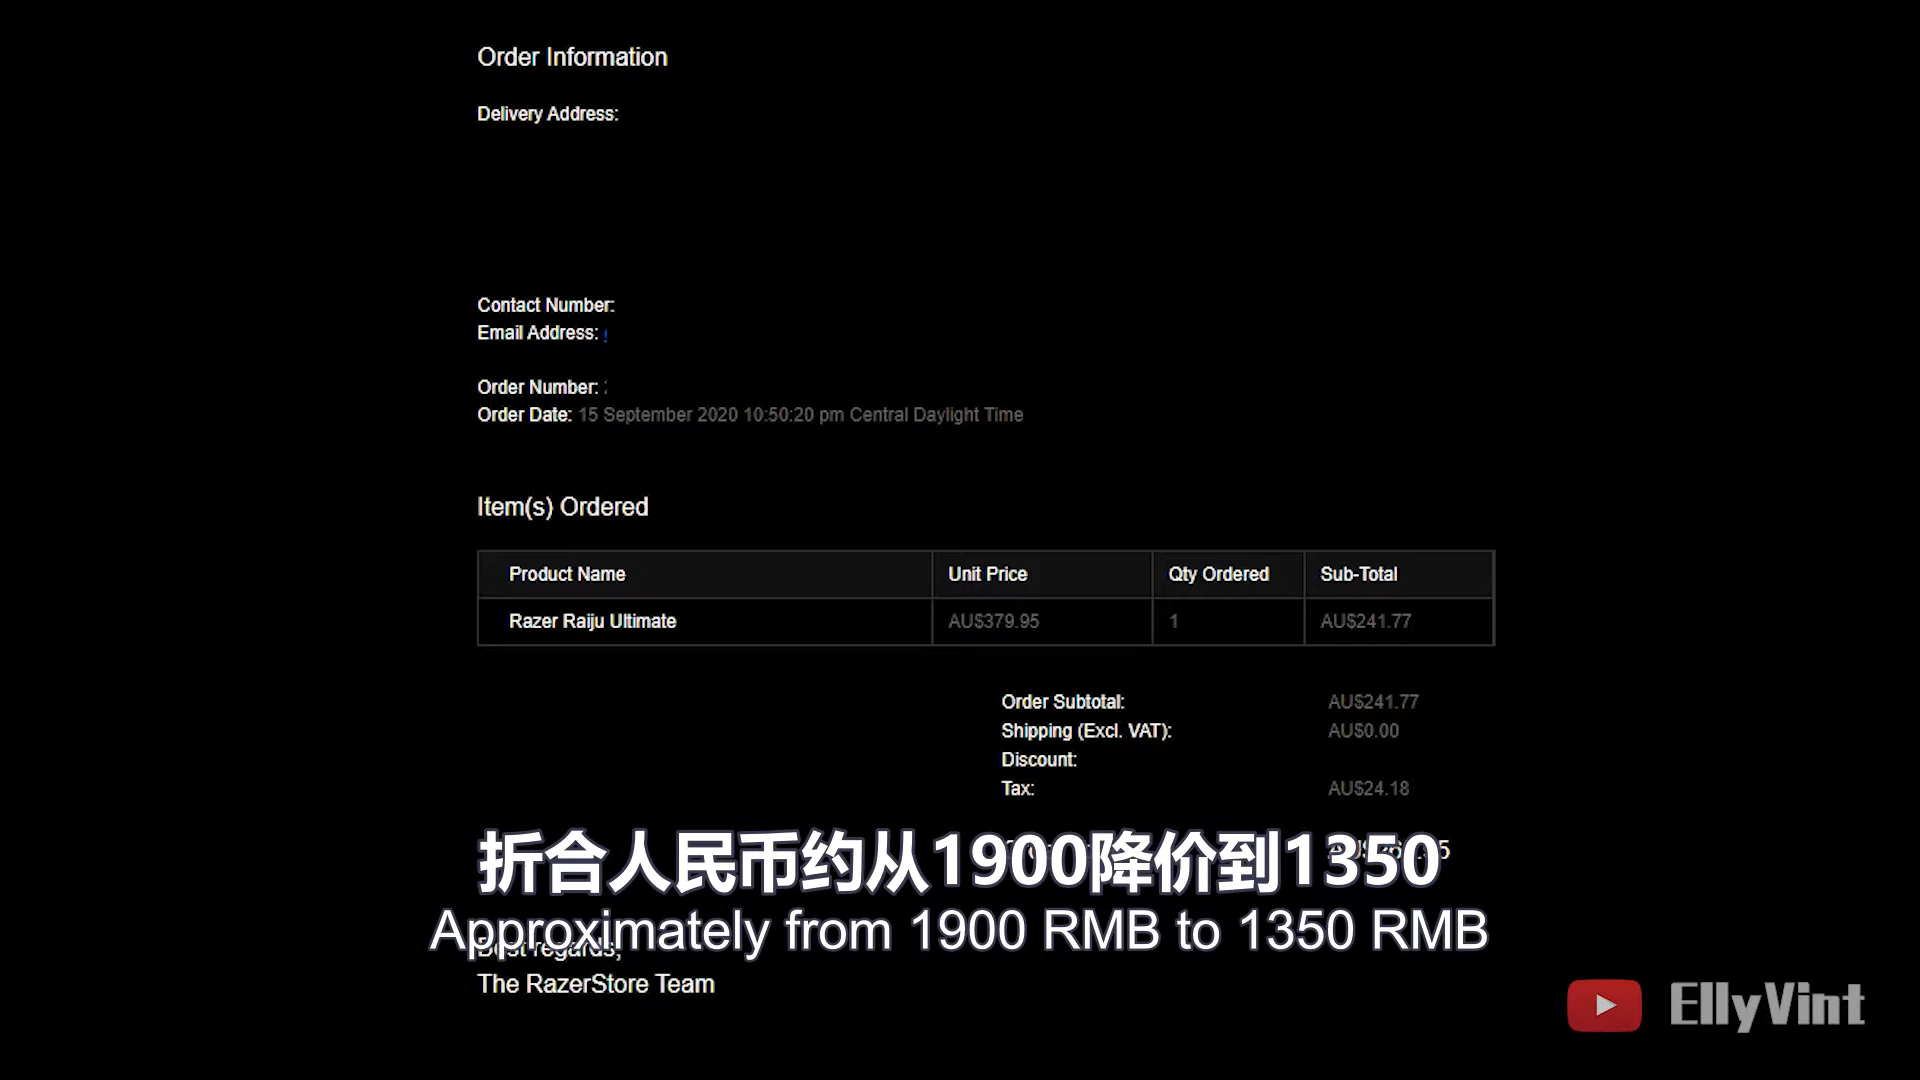 Order Information
Delivery Address:
Contact Number:
Email Address:
Order Number:
Order Date: 15 September 2020 10:50:20 pm Central Daylight Time
Item(s) Ordered
Product Name Unit Price Qty Ordered Sub-Total
Razer Raiju Ultimate AU$379.95 1 AU$241.77
Order Subtotal: AU$241.77
Shipping (Excl. VAT): AU$0.00
Discount:
Tax: AU$24.18
折合人民币约从1900降价到1350
Approximately from 1900 RMB to 1350 RMB
Best regards,
The RazerStore Team
EllyVint